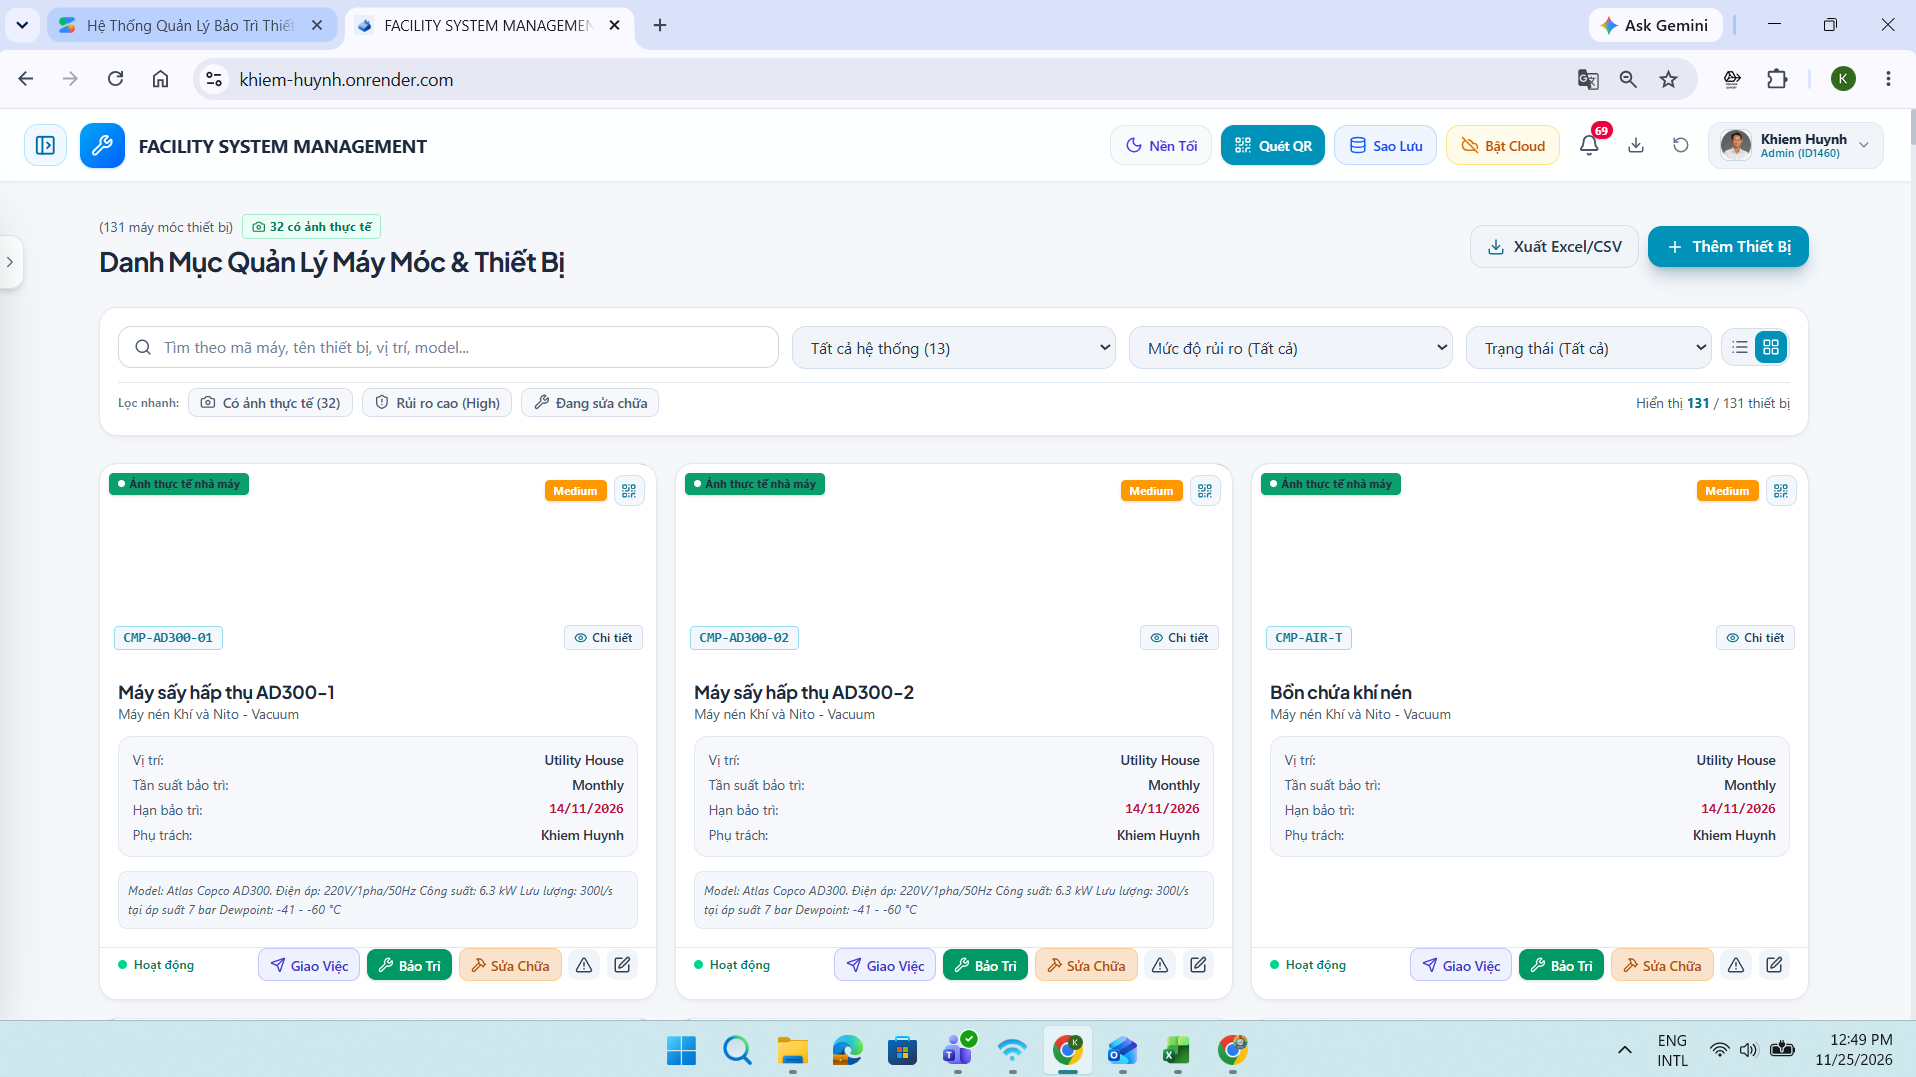 Hệ Thống Quản Lý Bảo Trì Thiết
FACILITY SYSTEM MANAGEMEN
Ask Gemini
khiem-huynh.onrender.com
K
FACILITY SYSTEM MANAGEMENT
Nền Tối
Quét QR
Sao Lưu
Bật Cloud
69
Khiem Huynh
Admin (ID1460)
(131 máy móc thiết bị)
32 có ảnh thực tế
Danh Mục Quản Lý Máy Móc & Thiết Bị
Xuất Excel/CSV
Thêm Thiết Bị
Tìm theo mã máy, tên thiết bị, vị trí, model...
Tất cả hệ thống (13)
Mức độ rủi ro (Tất cả)
Trạng thái (Tất cả)
Lọc nhanh:
Có ảnh thực tế (32)
Rủi ro cao (High)
Đang sửa chữa
Hiển thị 131 / 131 thiết bị
Ảnh thực tế nhà máy
Medium
CMP-AD300-01
Chi tiết
Máy sấy hấp thụ AD300-1
Máy nén Khí và Nito - Vacuum
Vị trí: Utility House
Tần suất bảo trì: Monthly
Hạn bảo trì: 14/11/2026
Phụ trách: Khiem Huynh
Model: Atlas Copco AD300. Điện áp: 220V/1pha/50Hz Công suất: 6.3 kW Lưu lượng: 300l/s
tại áp suất 7 bar Dewpoint: -41 - -60 °C
Hoạt động
Giao Việc
Bảo Trì
Sửa Chữa
Ảnh thực tế nhà máy
Medium
CMP-AD300-02
Chi tiết
Máy sấy hấp thụ AD300-2
Máy nén Khí và Nito - Vacuum
Vị trí: Utility House
Tần suất bảo trì: Monthly
Hạn bảo trì: 14/11/2026
Phụ trách: Khiem Huynh
Model: Atlas Copco AD300. Điện áp: 220V/1pha/50Hz Công suất: 6.3 kW Lưu lượng: 300l/s
tại áp suất 7 bar Dewpoint: -41 - -60 °C
Hoạt động
Giao Việc
Bảo Trì
Sửa Chữa
Ảnh thực tế nhà máy
Medium
CMP-AIR-T
Chi tiết
Bồn chứa khí nén
Máy nén Khí và Nito - Vacuum
Vị trí: Utility House
Tần suất bảo trì: Monthly
Hạn bảo trì: 14/11/2026
Phụ trách: Khiem Huynh
Hoạt động
Giao Việc
Bảo Trì
Sửa Chữa
ENG
INTL
12:49 PM
11/25/2026